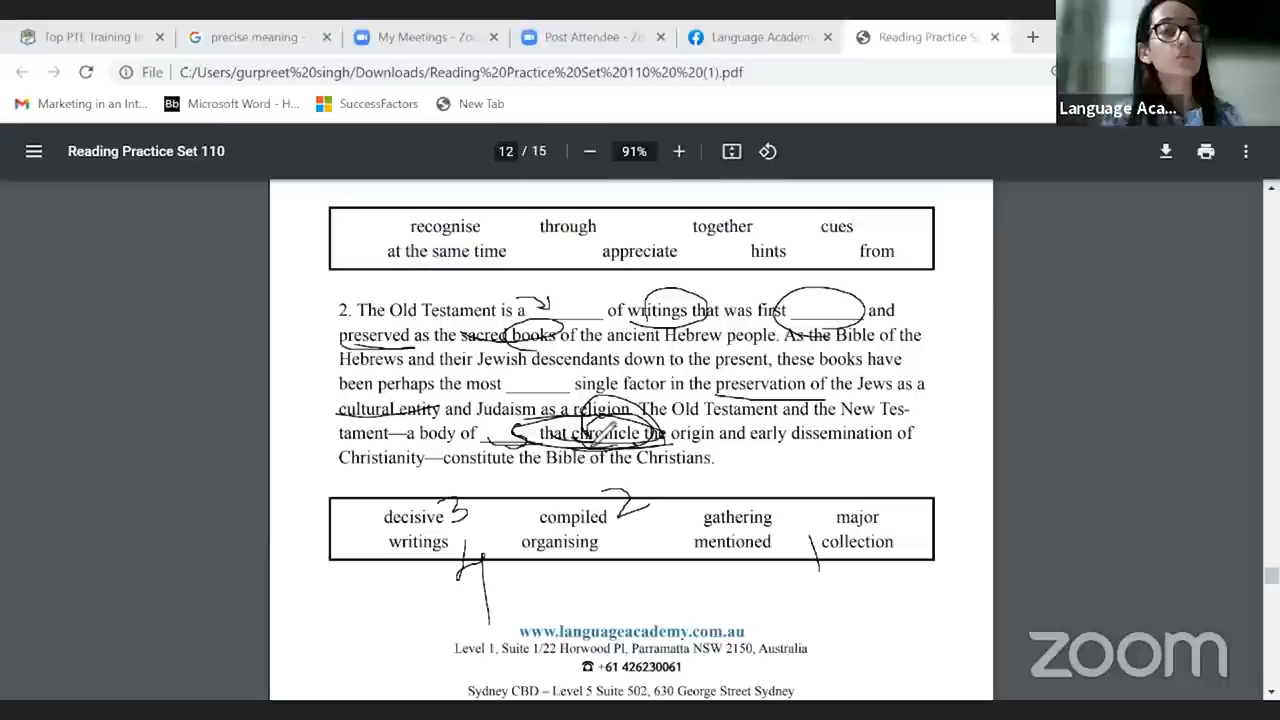 Top PTE Training In
precise meaning -
My Meetings - Zo
Post Attendee - Zo
Language Academ
Reading Practice S
File
C:/Users/gurpreet%20singh/Downloads/Reading%20Practice%20Set%20110%20%20(1).pdf
Marketing in an Int...
Bb Microsoft Word - H...
SuccessFactors
New Tab
Language Aca...
Reading Practice Set 110
12 / 15
91%
recognise through together cues
at the same time appreciate hints from
2. The Old Testament is a ________ of writings that was first ________ and
preserved as the sacred books of the ancient Hebrew people. As the Bible of the
Hebrews and their Jewish descendants down to the present, these books have
been perhaps the most _______ single factor in the preservation of the Jews as a
cultural entity and Judaism as a religion. The Old Testament and the New Tes-
tament—a body of ______ that chronicle the origin and early dissemination of
Christianity—constitute the Bible of the Christians.
decisive 3 compiled 2 gathering major
writings 4 organising mentioned 1 collection
www.languageacademy.com.au
Level 1, Suite 1/22 Horwood Pl, Parramatta NSW 2150, Australia
☎ +61 426230061
Sydney CBD – Level 5 Suite 502, 630 George Street Sydney
zoom